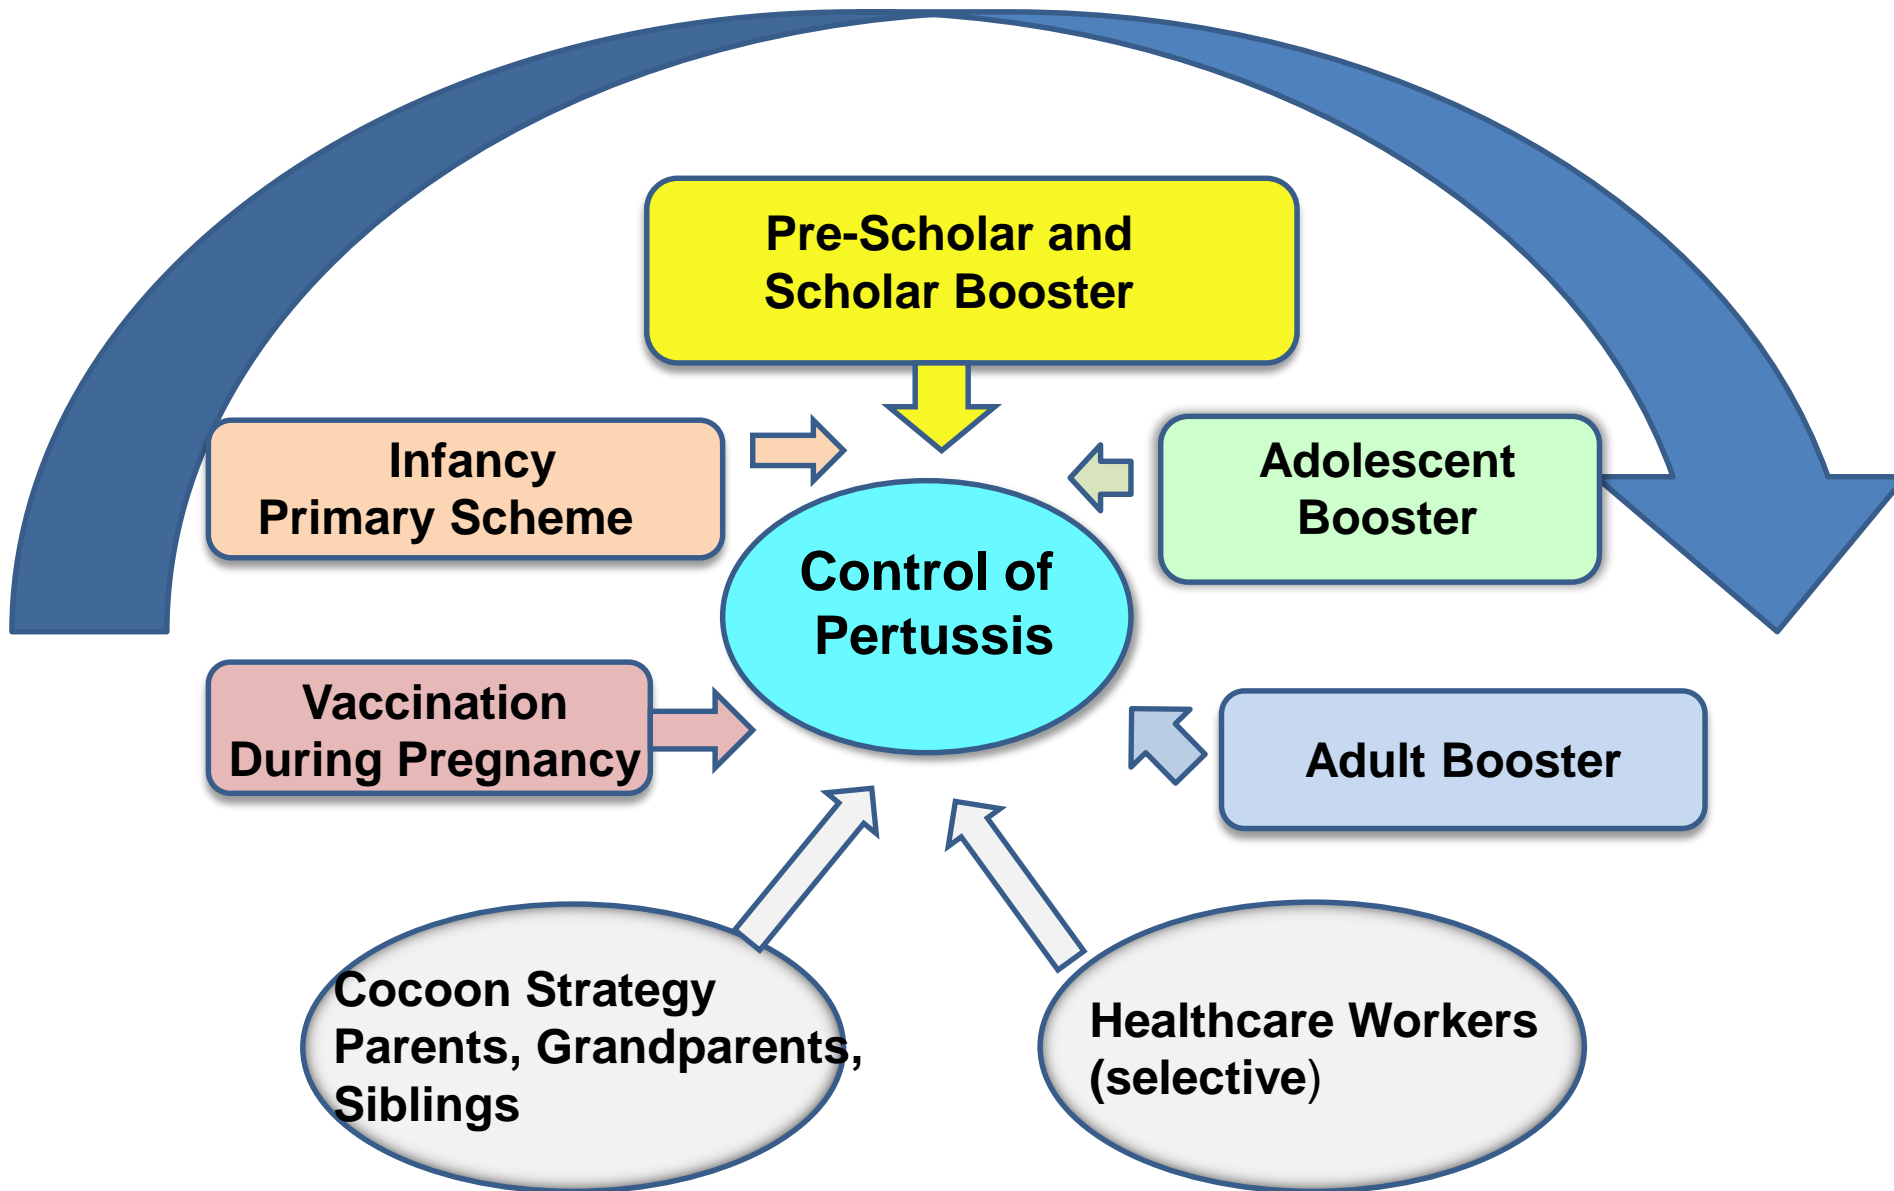 Pre-Scholar and
Scholar Booster
Infancy
Primary Scheme
Adolescent
Booster
Control of
Pertussis
Vaccination
During Pregnancy
Adult Booster
Cocoon Strategy
Parents, Grandparents,
Siblings
Healthcare Workers
(selective)